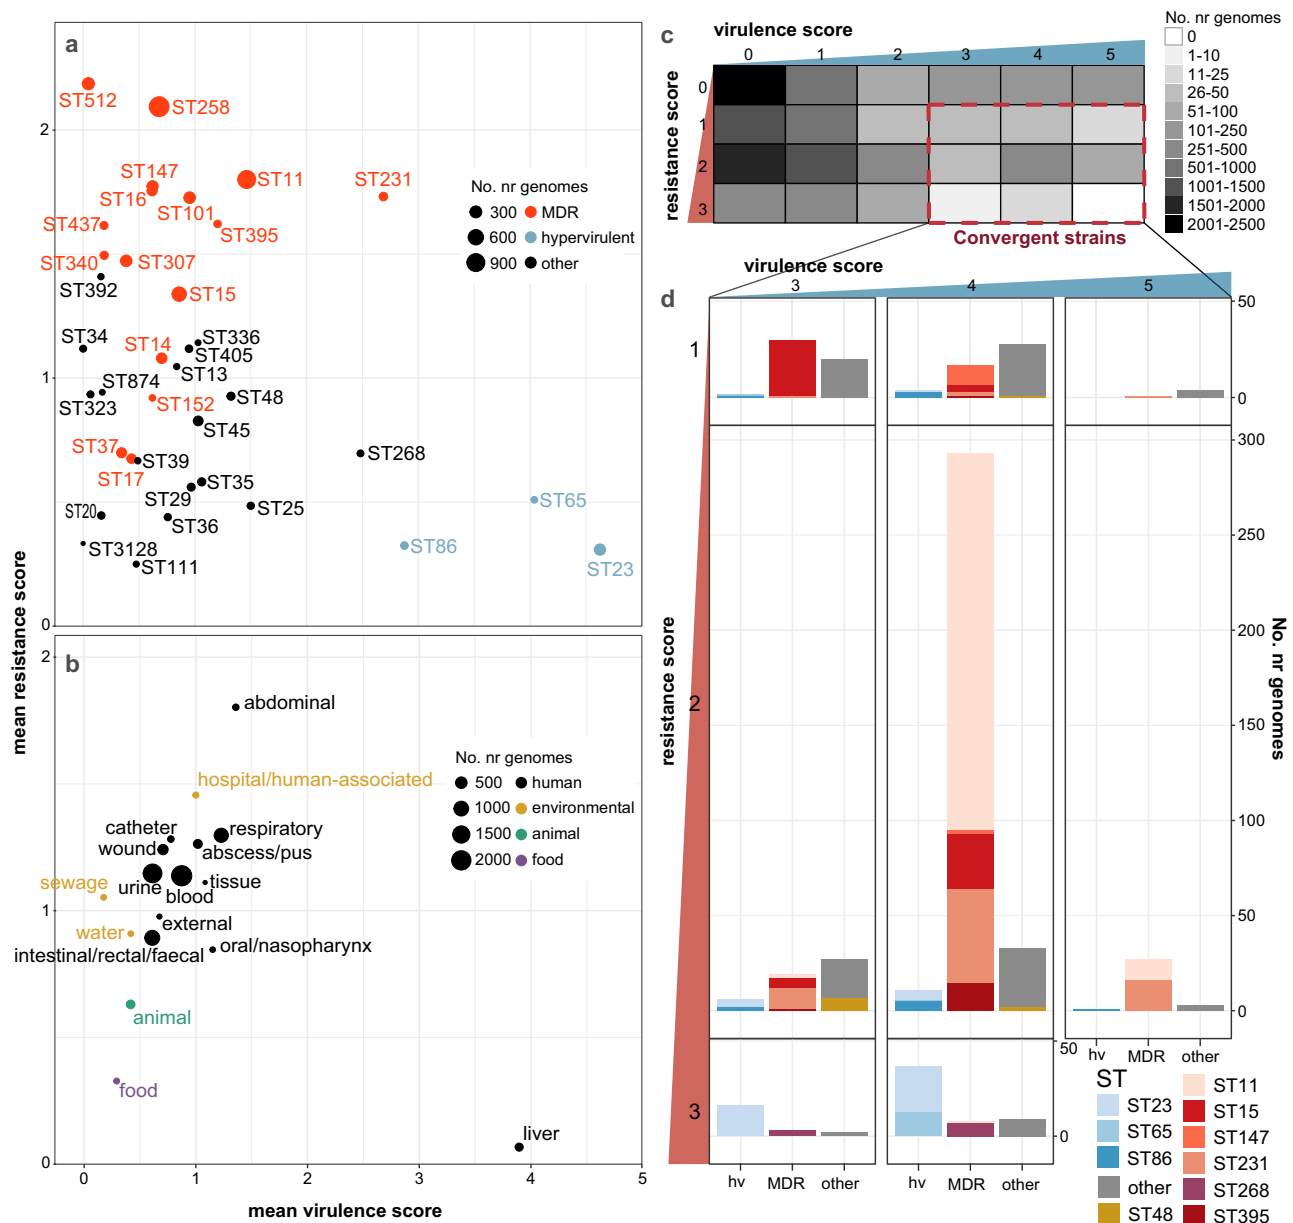 a
mean resistance score
2
1
0
ST512
ST258
ST147
ST16
ST11
ST231
ST101
ST395
ST437
ST340
ST307
ST392
ST15
ST34
ST14
ST336
ST405
ST13
ST874
ST323
ST152
ST48
ST45
ST37
ST17
ST39
ST268
ST35
ST29
ST25
ST20
ST36
ST65
ST3128
ST86
ST23
ST111
No. nr genomes
300 MDR
600 hypervirulent
900 other
b
2
1
0
abdominal
hospital/human-associated
catheter
respiratory
wound
abscess/pus
sewage
urine
tissue
blood
external
water
intestinal/rectal/faecal
oral/nasopharynx
animal
food
liver
No. nr genomes
500 human
1000 environmental
1500 animal
2000 food
0 1 2 3 4 5
mean virulence score
c
virulence score
0 1 2 3 4 5
resistance score
0
1
2
3
Convergent strains
No. nr genomes
0
1-10
11-25
26-50
51-100
101-250
251-500
501-1000
1001-1500
1501-2000
2001-2500
d
virulence score
3 4 5
resistance score
1
2
3
50
0
300
250
200
150
100
50
0
50
0
No. nr genomes
hv MDR other
hv MDR other
hv MDR other
ST
ST23
ST65
ST86
other
ST48
ST11
ST15
ST147
ST231
ST268
ST395